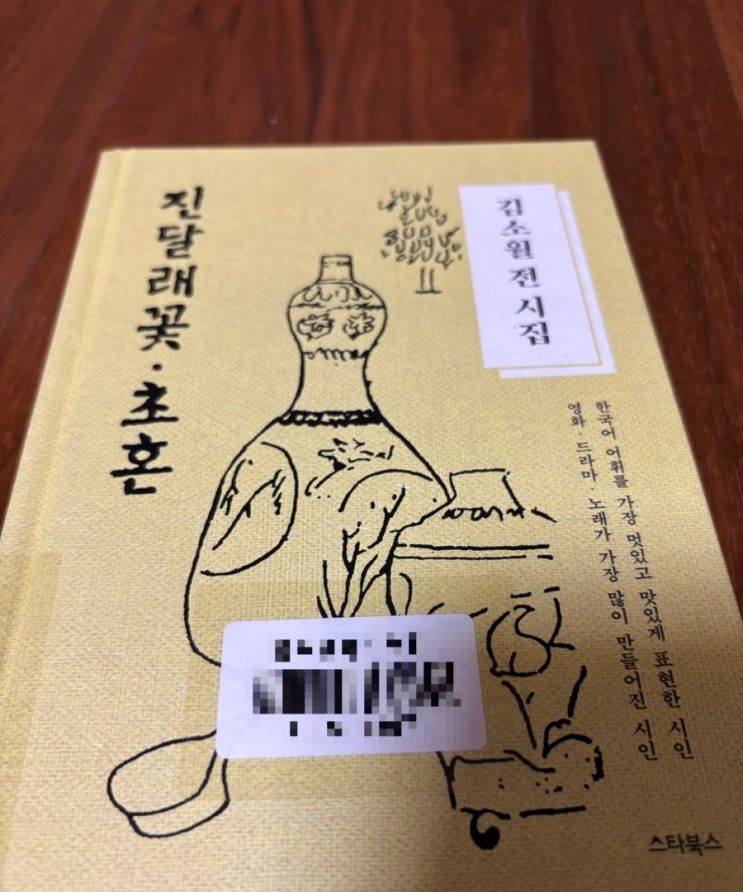 진달래꽃·초혼
김소월 전 시집
한국어 어휘를 가장 멋있고 맛있게 표현한 시인
영화·드라마·노래가 가장 많이 만들어진 시인
스타북스